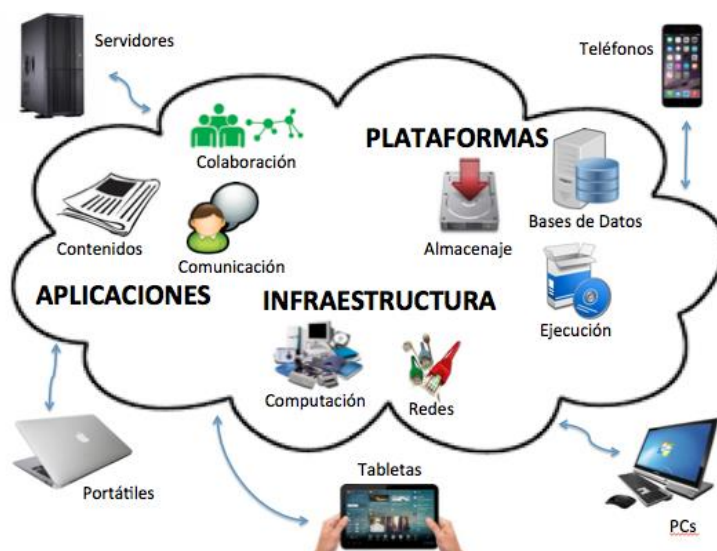 Servidores
Teléfonos
Colaboración
PLATAFORMAS
Contenidos
Comunicación
Almacenaje
Bases de Datos
APLICACIONES
INFRAESTRUCTURA
Ejecución
Computación
Redes
Portátiles
Tabletas
PCs